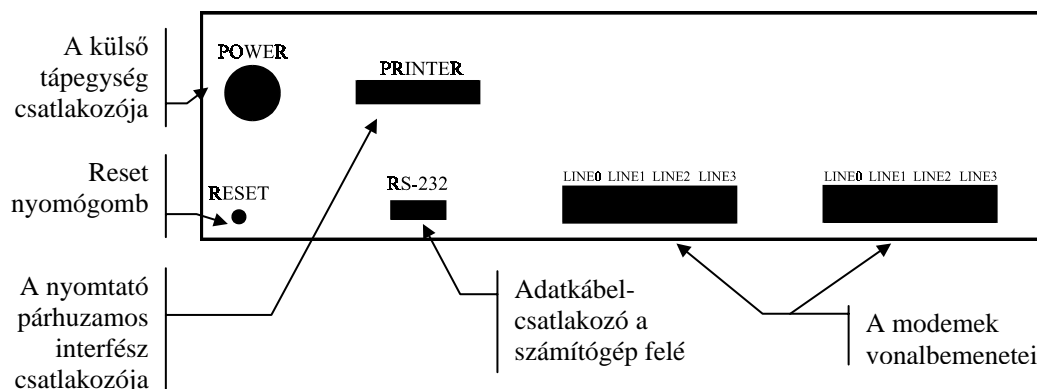 A külső
tápegység
csatlakozója
POWER
PRINTER
Reset
nyomógomb
RESET
RS-232
LINE0 LINE1 LINE2 LINE3
LINE0 LINE1 LINE2 LINE3
A nyomtató
párhuzamos
interfész
csatlakozója
Adatkábel-
csatlakozó a
számítógép felé
A modemek
vonalbemenetei